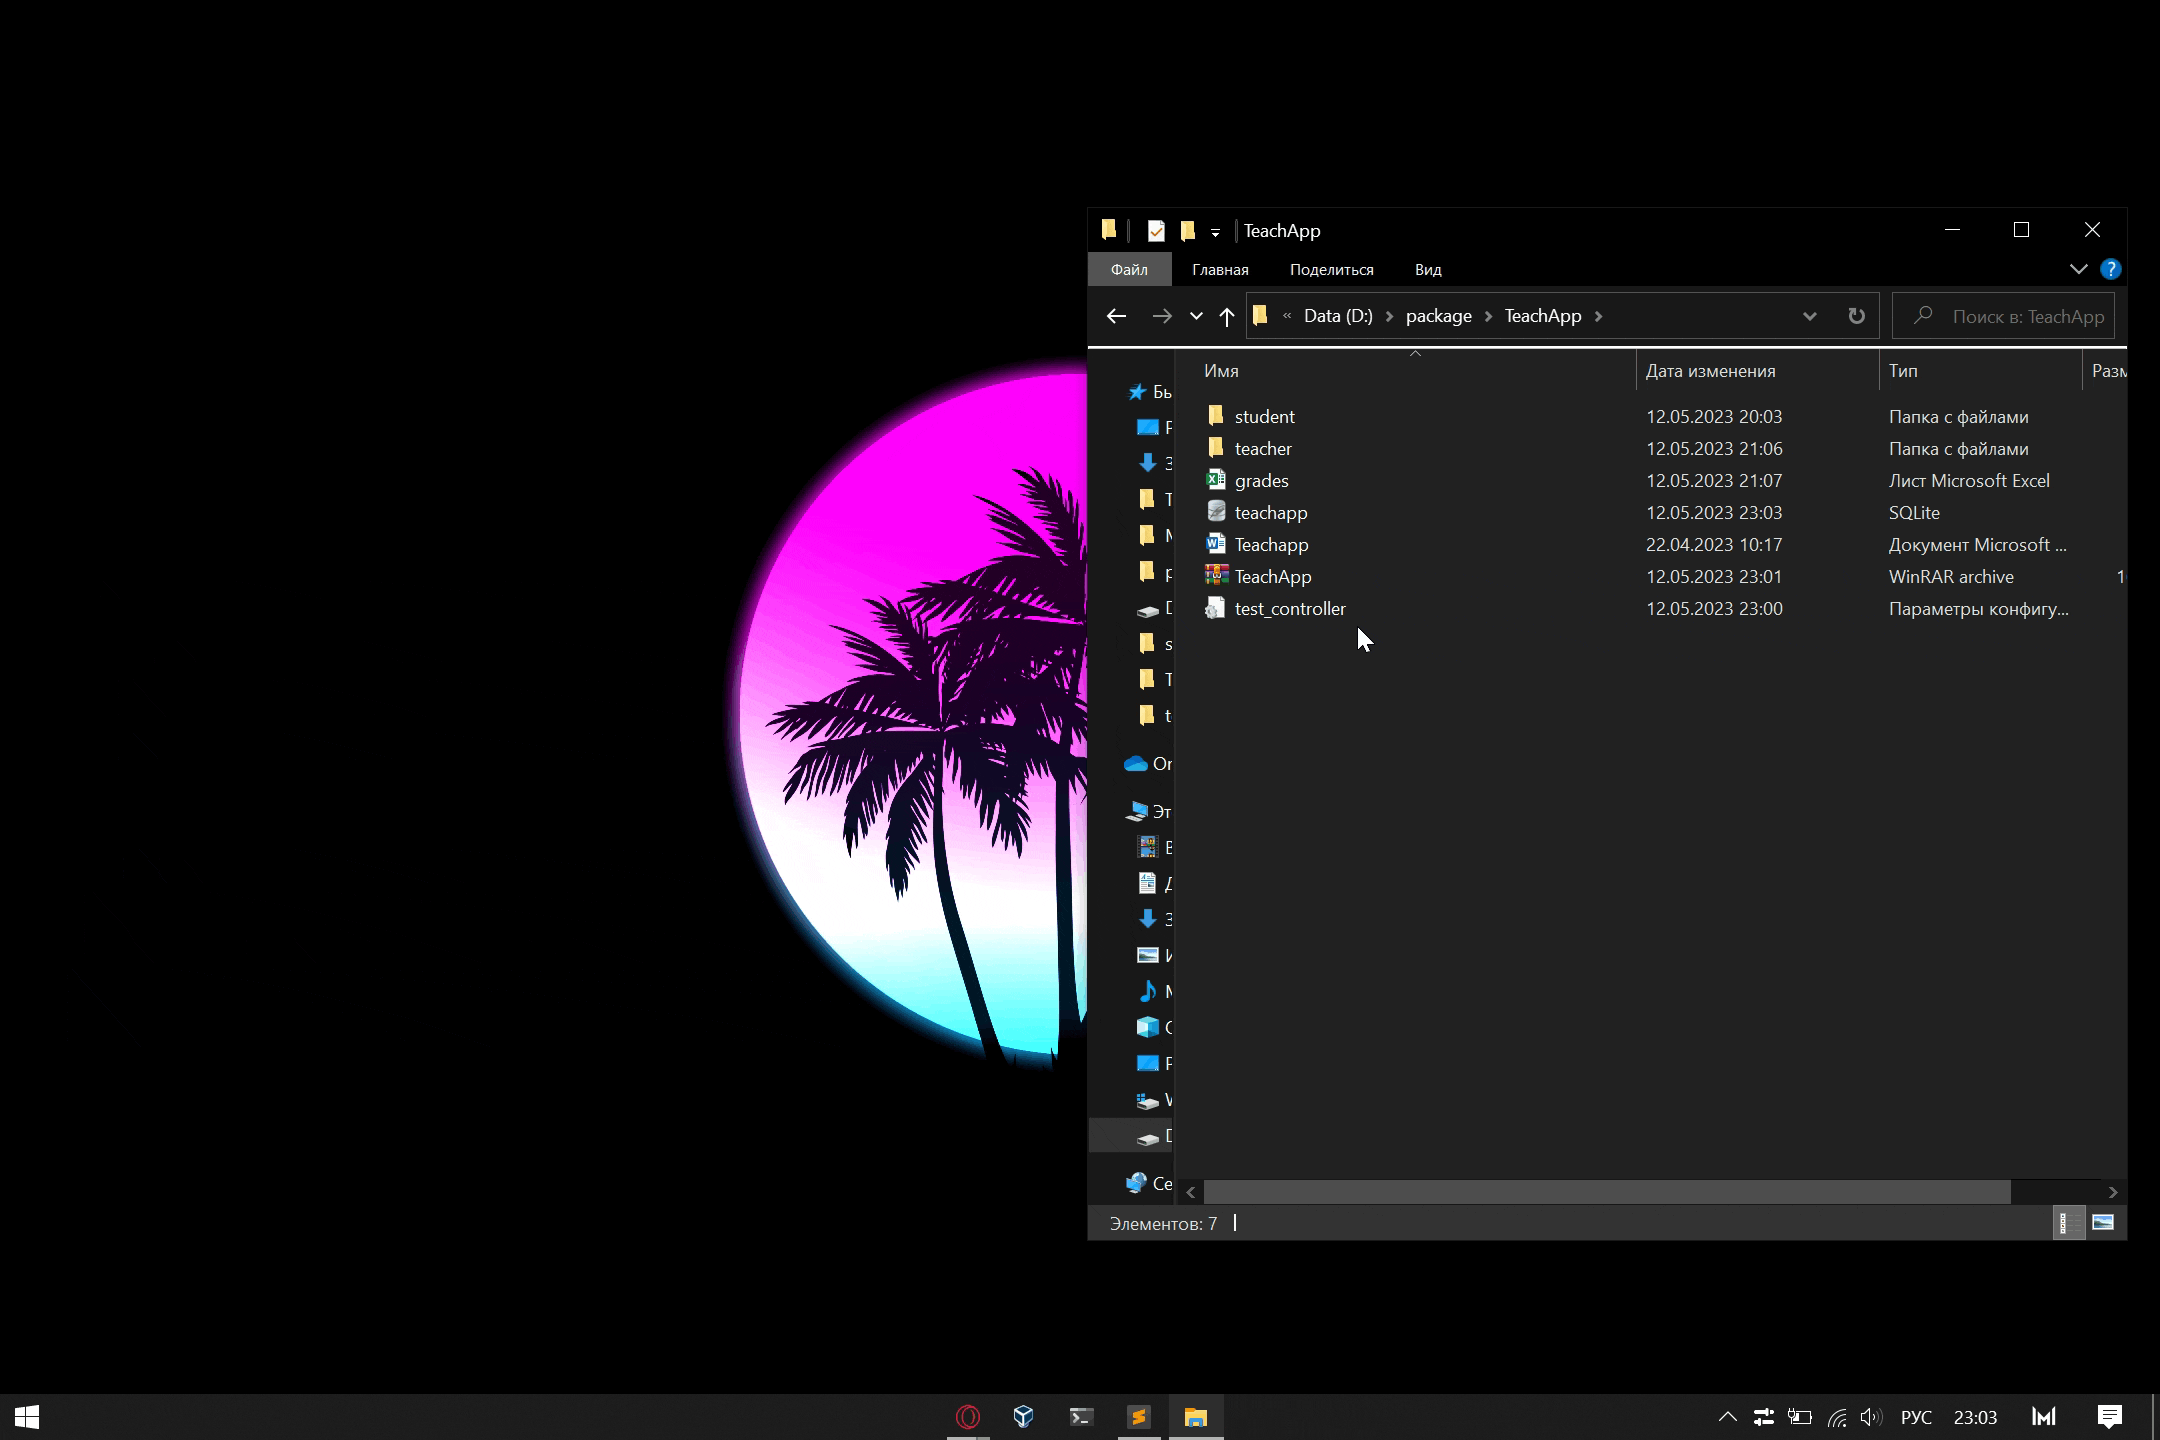 TeachApp
Файл Главная Поделиться Вид
« Data (D:) package TeachApp Поиск в: TeachApp
Имя Дата изменения Тип Разм
student 12.05.2023 20:03 Папка с файлами
teacher 12.05.2023 21:06 Папка с файлами
grades 12.05.2023 21:07 Лист Microsoft Excel
teachapp 12.05.2023 23:03 SQLite
Teachapp 22.04.2023 10:17 Документ Microsoft ...
TeachApp 12.05.2023 23:01 WinRAR archive 1
test_controller 12.05.2023 23:00 Параметры конфигу...
Бы
On
Эт
Се
Элементов: 7
РУС 23:03